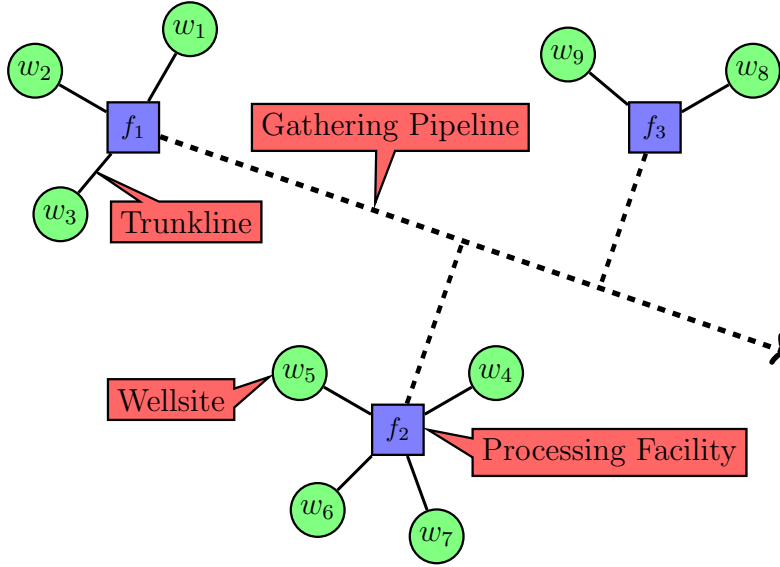 w₁
w₂
w₉
w₈
f₁
f₃
Gathering Pipeline
w₃
Trunkline
w₅
w₄
Wellsite
f₂
Processing Facility
w₆
w₇